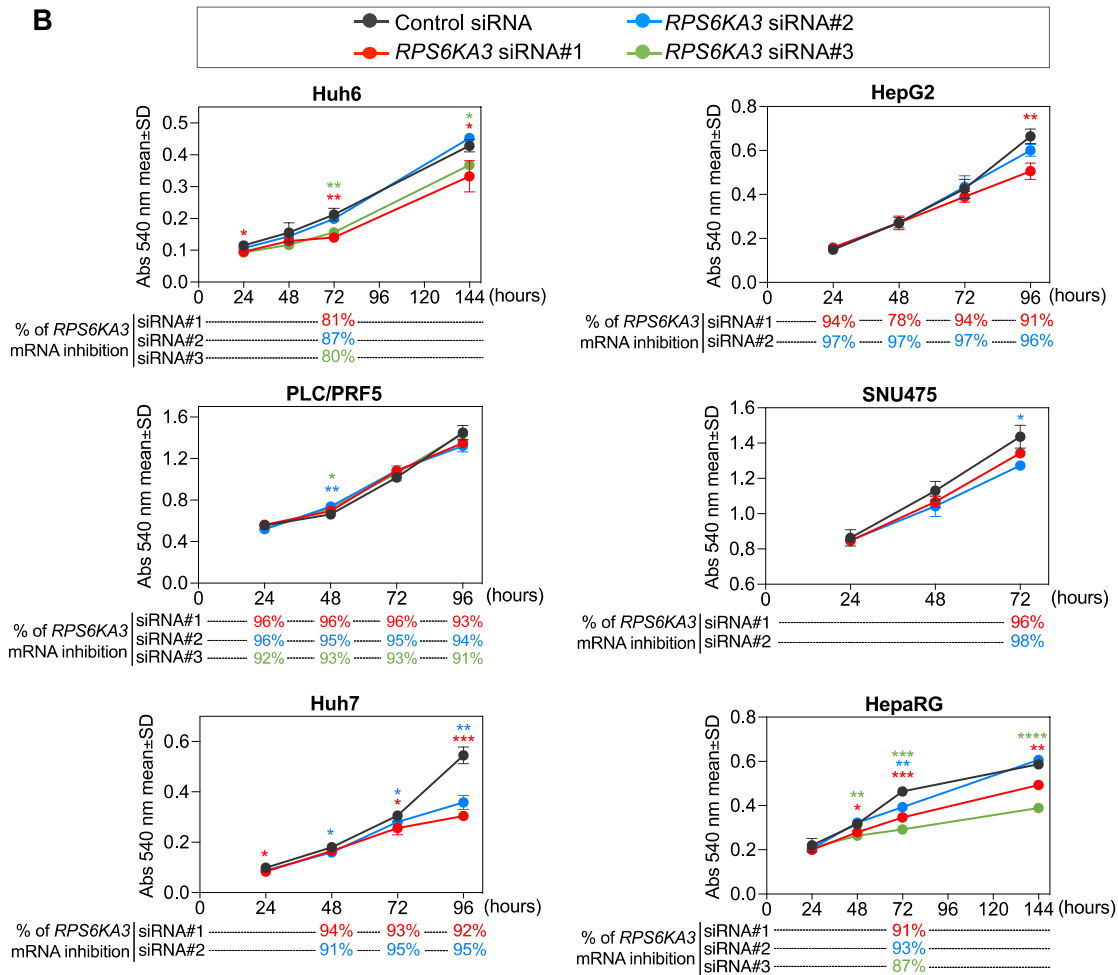 B
Control siRNA
RPS6KA3 siRNA#2
RPS6KA3 siRNA#1
RPS6KA3 siRNA#3
Huh6
Abs 540 nm mean±SD
0.5
0.4
0.3
0.2
0.1
0.0
*
**
**
*
*
0 24 48 72 96 120 144 (hours)
% of RPS6KA3
mRNA inhibition
siRNA#1 81%
siRNA#2 87%
siRNA#3 80%
HepG2
Abs 540 nm mean±SD
0.8
0.6
0.4
0.2
0.0
**
0 24 48 72 96 (hours)
% of RPS6KA3
mRNA inhibition
siRNA#1 94% 78% 94% 91%
siRNA#2 97% 97% 97% 96%
PLC/PRF5
Abs 540 nm mean±SD
1.6
1.2
0.8
0.4
0.0
*
**
0 24 48 72 96 (hours)
% of RPS6KA3
mRNA inhibition
siRNA#1 96% 96% 96% 93%
siRNA#2 96% 95% 95% 94%
siRNA#3 92% 93% 93% 91%
SNU475
Abs 540 nm mean±SD
1.6
1.4
1.2
1.0
0.8
0.6
*
0 24 48 72 (hours)
% of RPS6KA3
mRNA inhibition
siRNA#1 96%
siRNA#2 98%
Huh7
Abs 540 nm mean±SD
0.6
0.4
0.2
0.0
*
*
*
*
**
***
0 24 48 72 96 (hours)
% of RPS6KA3
mRNA inhibition
siRNA#1 94% 93% 92%
siRNA#2 91% 95% 95%
HepaRG
Abs 540 nm mean±SD
0.8
0.6
0.4
0.2
0.0
**
*
***
**
***
****
**
0 24 48 72 96 120 144 (hours)
% of RPS6KA3
mRNA inhibition
siRNA#1 91%
siRNA#2 93%
siRNA#3 87%